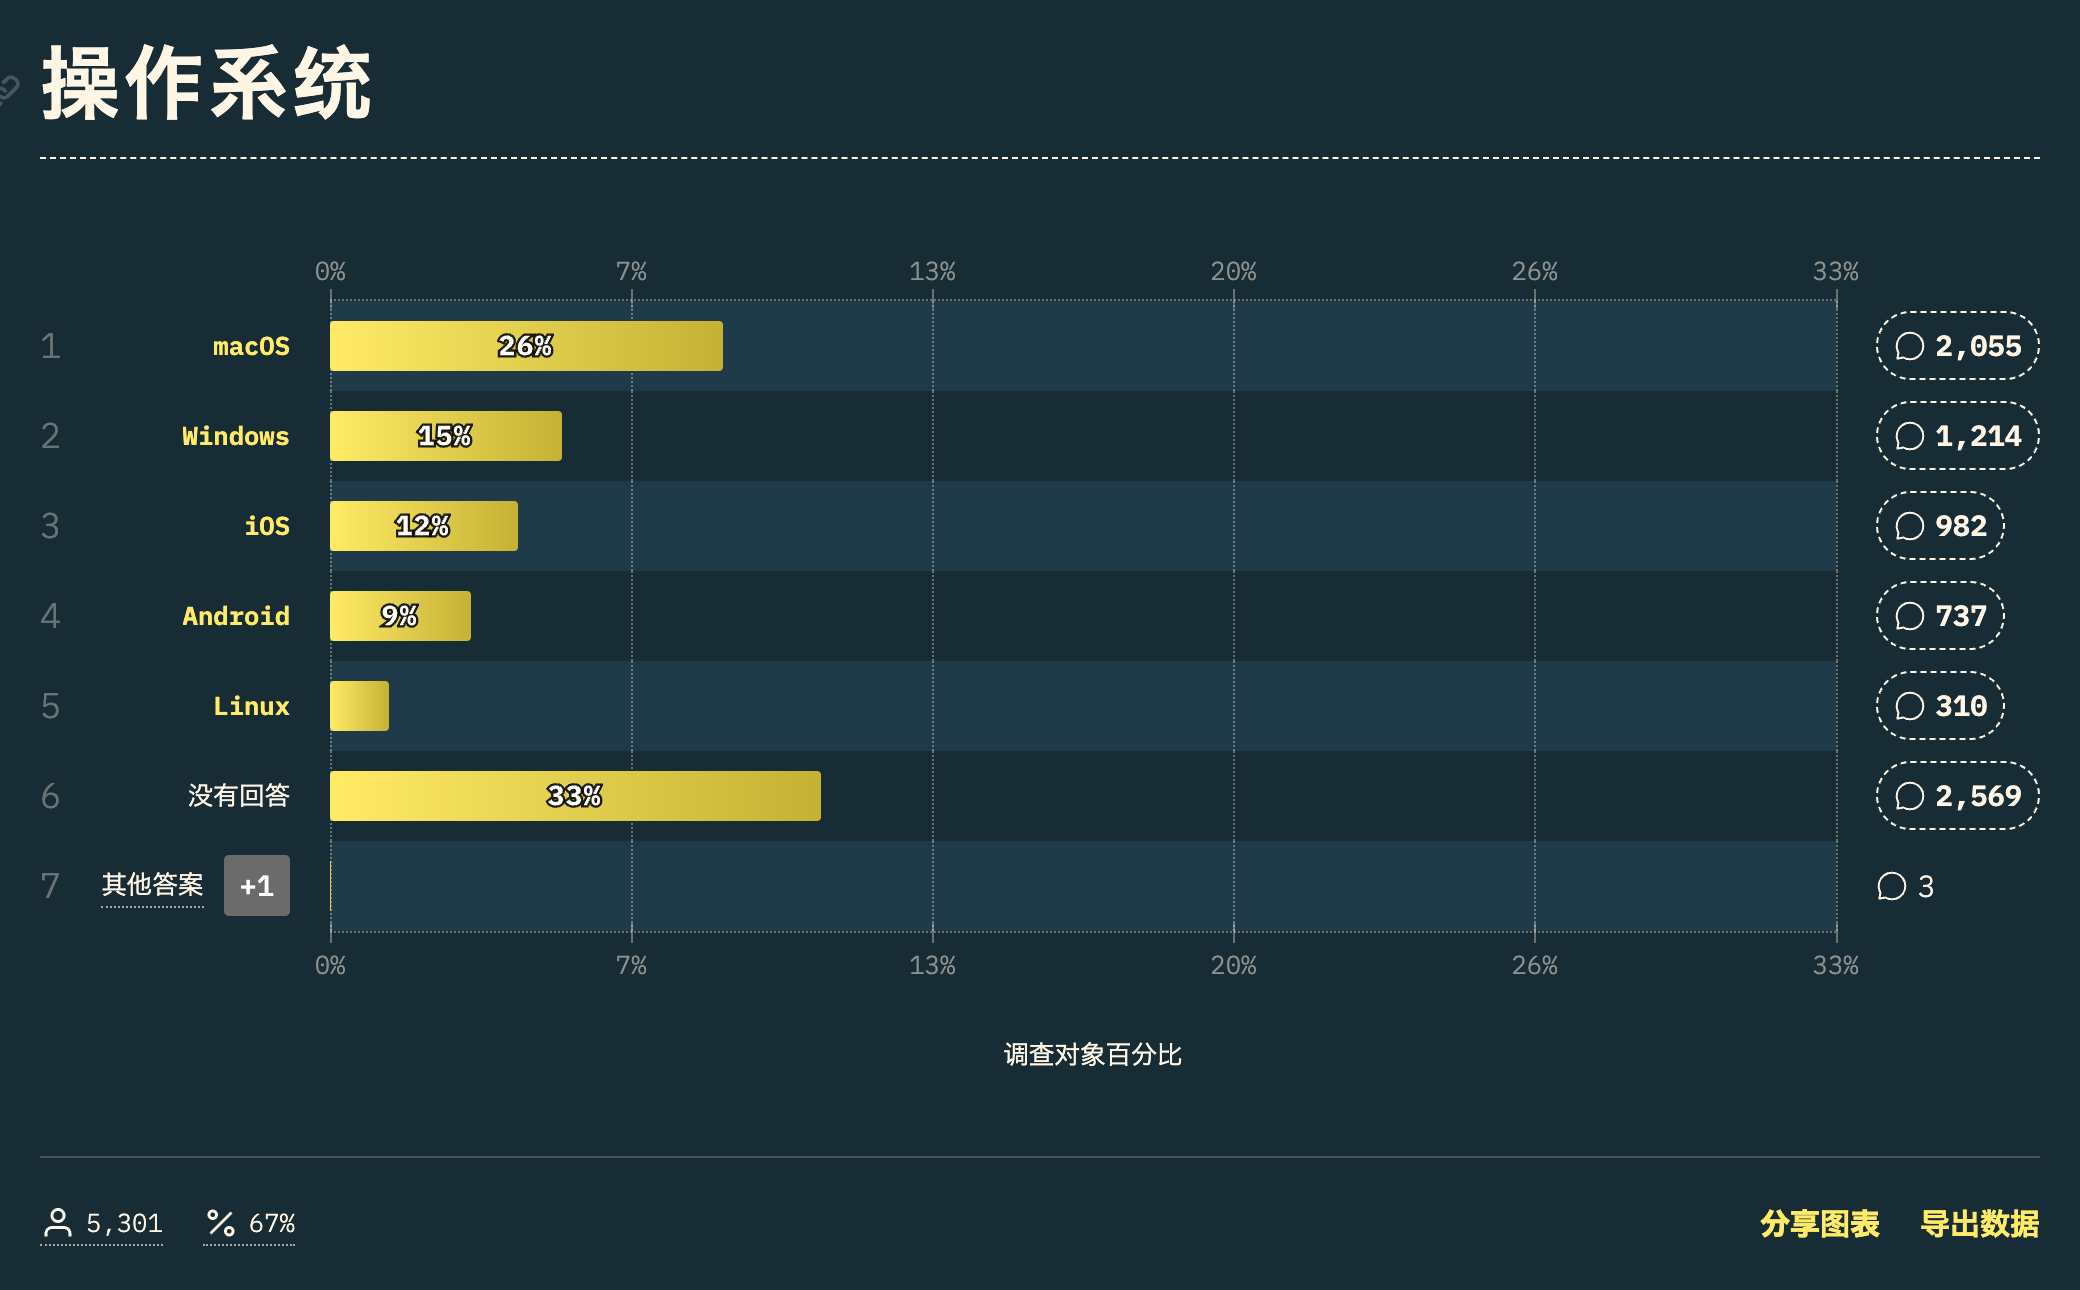 操作系统
0% 7% 13% 20% 26% 33%
1 macOS 26% 2,055
2 Windows 15% 1,214
3 iOS 12% 982
4 Android 9% 737
5 Linux 310
6 没有回答 33% 2,569
7 其他答案 +1 3
0% 7% 13% 20% 26% 33%
调查对象百分比
5,301 67% 分享图表 导出数据